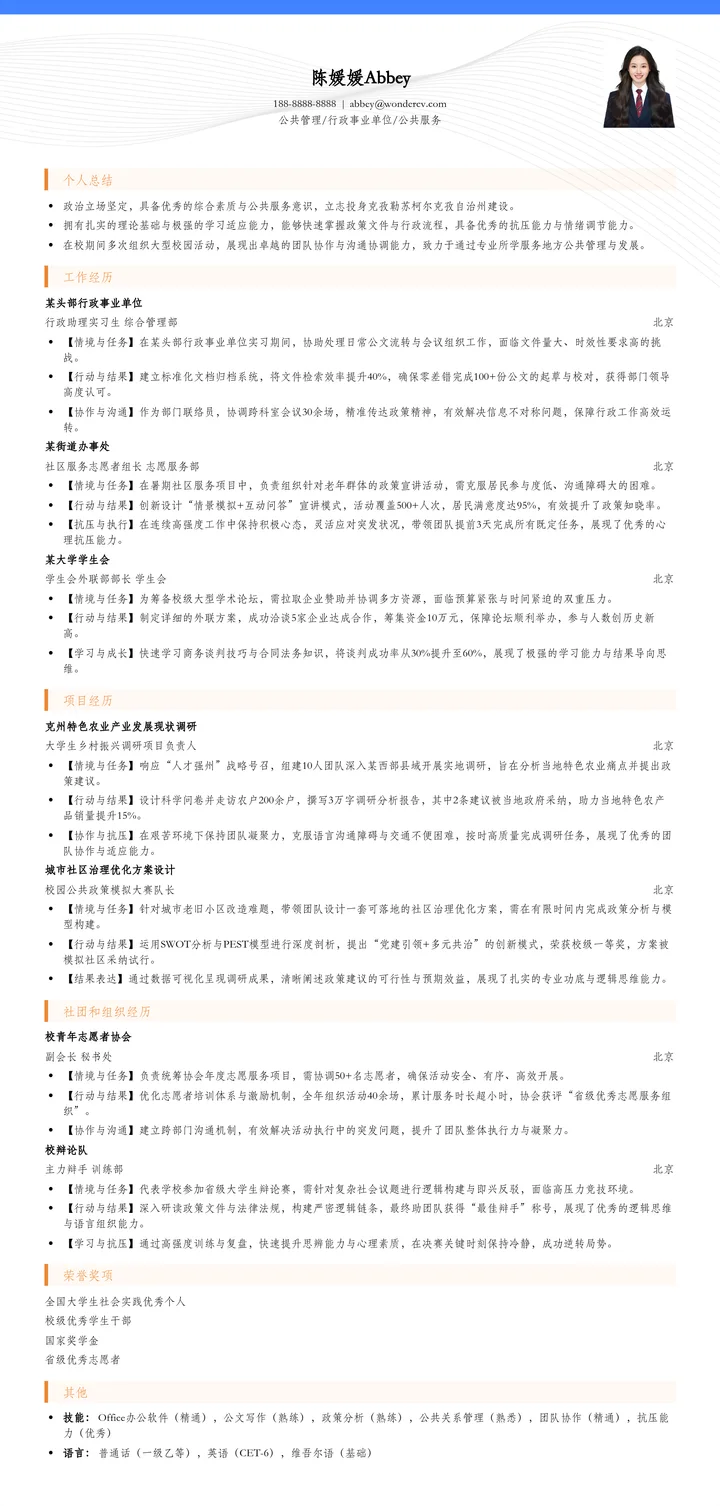 陈媛媛Abbey
188-8888-8888 | abbey@wondercv.com
公共管理/行政事业单位/公共服务
个人总结
• 政治立场坚定，具备优秀的综合素质与公共服务意识，立志投身克孜勒苏柯尔克孜自治州建设。
• 拥有扎实的理论基础与极强的学习适应能力，能够快速掌握政策文件与行政流程，具备优秀的抗压能力与情绪调节能力。
• 在校期间多次组织大型校园活动，展现出卓越的团队协作与沟通协调能力，致力于通过专业所学服务地方公共管理与发展。
工作经历
某头部行政事业单位
行政助理实习生 综合管理部 北京
• 【情境与任务】在某头部行政事业单位实习期间，协助处理日常公文流转与会议组织工作，面临文件量大、时效性要求高的挑
战。
• 【行动与结果】建立标准化文档归档系统，将文件检索效率提升40%，确保零差错完成100+份公文的起草与校对，获得部门领导
高度认可。
• 【协作与沟通】作为部门联络员，协调跨科室会议30余场，精准传达政策精神，有效解决信息不对称问题，保障行政工作高效运
转。
某街道办事处
社区服务志愿者组长 志愿服务部 北京
• 【情境与任务】在暑期社区服务项目中，负责组织针对老年群体的政策宣讲活动，需克服居民参与度低、沟通障碍大的困难。
• 【行动与结果】创新设计“情景模拟+互动问答”宣讲模式，活动覆盖500+人次，居民满意度达95%，有效提升了政策知晓率。
• 【抗压与执行】在连续高强度工作中保持积极心态，灵活应对突发状况，带领团队提前3天完成所有既定任务，展现了优秀的心
理抗压能力。
某大学学生会
学生会外联部部长 学生会 北京
• 【情境与任务】为筹备校级大型学术论坛，需拉取企业赞助并协调多方资源，面临预算紧张与时间紧迫的双重压力。
• 【行动与结果】制定详细的外联方案，成功洽谈5家企业达成合作，筹集资金10万元，保障论坛顺利举办，参与人数创历史新
高。
• 【学习与成长】快速学习商务谈判技巧与合同法务知识，将谈判成功率从30%提升至60%，展现了极强的学习能力与结果导向思
维。
项目经历
克州特色农业产业发展现状调研
大学生乡村振兴调研项目负责人 北京
• 【情境与任务】响应“人才强州”战略号召，组建10人团队深入某西部县域开展实地调研，旨在分析当地特色农业痛点并提出政
策建议。
• 【行动与结果】设计科学问卷并走访农户200余户，撰写3万字调研分析报告，其中2条建议被当地政府采纳，助力当地特色农产
品销量提升15%。
• 【协作与抗压】在艰苦环境下保持团队凝聚力，克服语言沟通障碍与交通不便困难，按时高质量完成调研任务，展现了优秀的团
队协作与适应能力。
城市社区治理优化方案设计
校园公共政策模拟大赛队长 北京
• 【情境与任务】针对城市老旧小区改造难题，带领团队设计一套可落地的社区治理优化方案，需在有限时间内完成政策分析与模
型构建。
• 【行动与结果】运用SWOT分析与PEST模型进行深度剖析，提出“党建引领+多元共治”的创新模式，荣获校级一等奖，方案被
模拟社区采纳试行。
• 【结果表达】通过数据可视化呈现调研成果，清晰阐述政策建议的可行性与预期效益，展现了扎实的专业功底与逻辑思维能力。
社团和组织经历
校青年志愿者协会
副会长 秘书处 北京
• 【情境与任务】负责统筹协会年度志愿服务项目，需协调50+名志愿者，确保活动安全、有序、高效开展。
• 【行动与结果】优化志愿者培训体系与激励机制，全年组织活动40余场，累计服务时长超小时，协会获评“省级优秀志愿服务组
织”。
• 【协作与沟通】建立跨部门沟通机制，有效解决活动执行中的突发问题，提升了团队整体执行力与凝聚力。
校辩论队
主力辩手 训练部 北京
• 【情境与任务】代表学校参加省级大学生辩论赛，需针对复杂社会议题进行逻辑构建与即兴反驳，面临高压力竞技环境。
• 【行动与结果】深入研读政策文件与法律法规，构建严密逻辑链条，最终助团队获得“最佳辩手”称号，展现了优秀的逻辑思维
与语言组织能力。
• 【学习与抗压】通过高强度训练与复盘，快速提升思辨能力与心理素质，在决赛关键时刻保持冷静，成功逆转局势。
荣誉奖项
全国大学生社会实践优秀个人
校级优秀学生干部
国家奖学金
省级优秀志愿者
其他
• 技能： Office办公软件（精通），公文写作（熟练），政策分析（熟练），公共关系管理（熟悉），团队协作（精通），抗压能
力（优秀）
• 语言： 普通话（一级乙等），英语（CET-6），维吾尔语（基础）